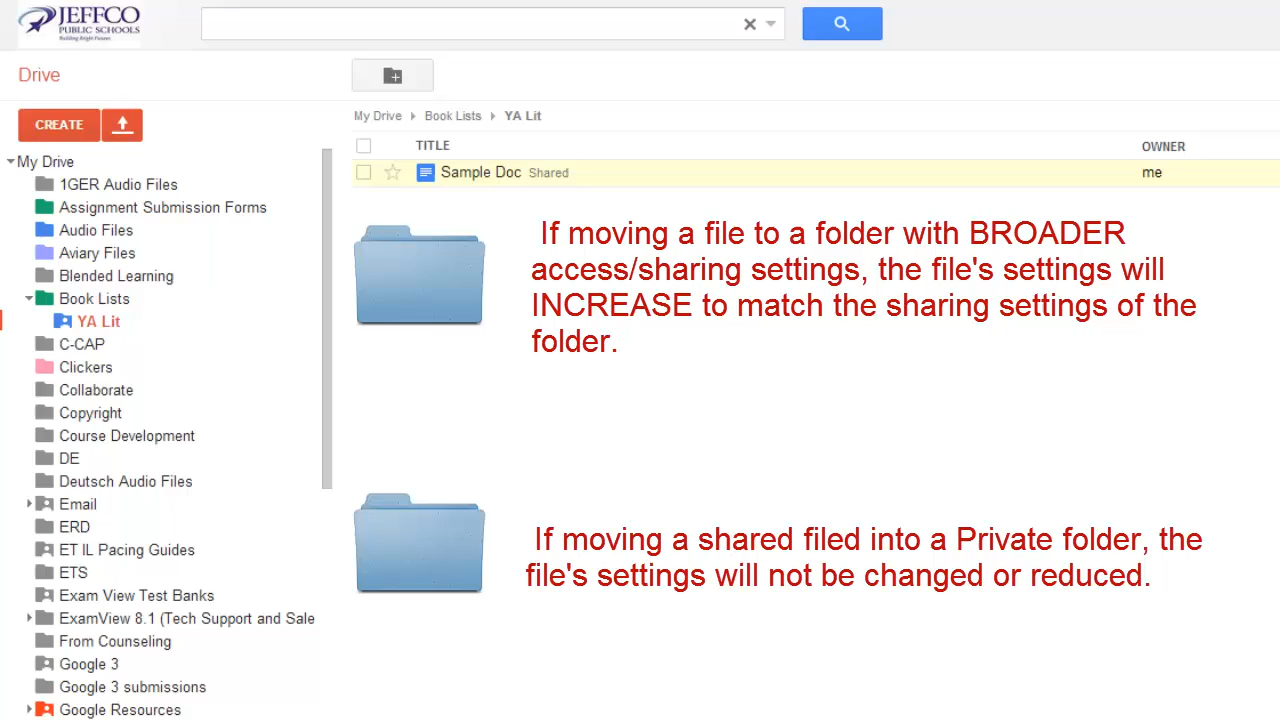 JEFFCO
PUBLIC SCHOOLS
Building Bright Futures
Drive
CREATE
My Drive
1GER Audio Files
Assignment Submission Forms
Audio Files
Aviary Files
Blended Learning
Book Lists
YA Lit
C-CAP
Clickers
Collaborate
Copyright
Course Development
DE
Deutsch Audio Files
Email
ERD
ET IL Pacing Guides
ETS
Exam View Test Banks
ExamView 8.1 (Tech Support and Sale
From Counseling
Google 3
Google 3 submissions
Google Resources
My Drive Book Lists YA Lit
TITLE OWNER
Sample Doc Shared me
If moving a file to a folder with BROADER
access/sharing settings, the file's settings will
INCREASE to match the sharing settings of the
folder.
If moving a shared filed into a Private folder, the
file's settings will not be changed or reduced.